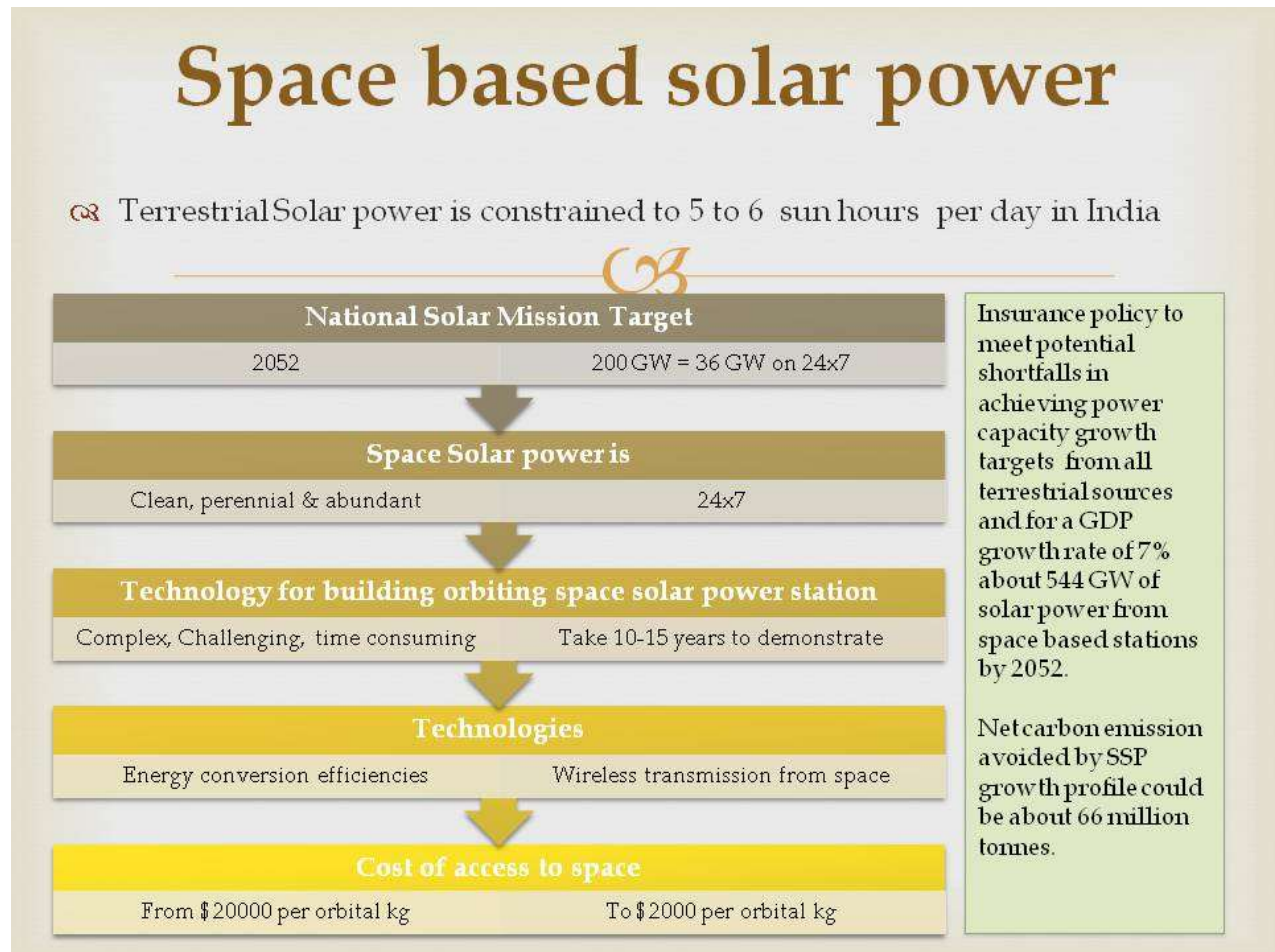 Space based solar power
Terrestrial Solar power is constrained to 5 to 6 sun hours per day in India
National Solar Mission Target
2052
200 GW = 36 GW on 24x7
Space Solar power is
Clean, perennial & abundant
24x7
Technology for building orbiting space solar power station
Complex, Challenging, time consuming
Take 10-15 years to demonstrate
Technologies
Energy conversion efficiencies
Wireless transmission from space
Cost of access to space
From $20000 per orbital kg
To $2000 per orbital kg
Insurance policy to
meet potential
shortfalls in
achieving power
capacity growth
targets from all
terrestrial sources
and for a GDP
growth rate of 7%
about 544 GW of
solar power from
space based stations
by 2052.
Net carbon emission
avoided by SSP
growth profile could
be about 66 million
tonnes.